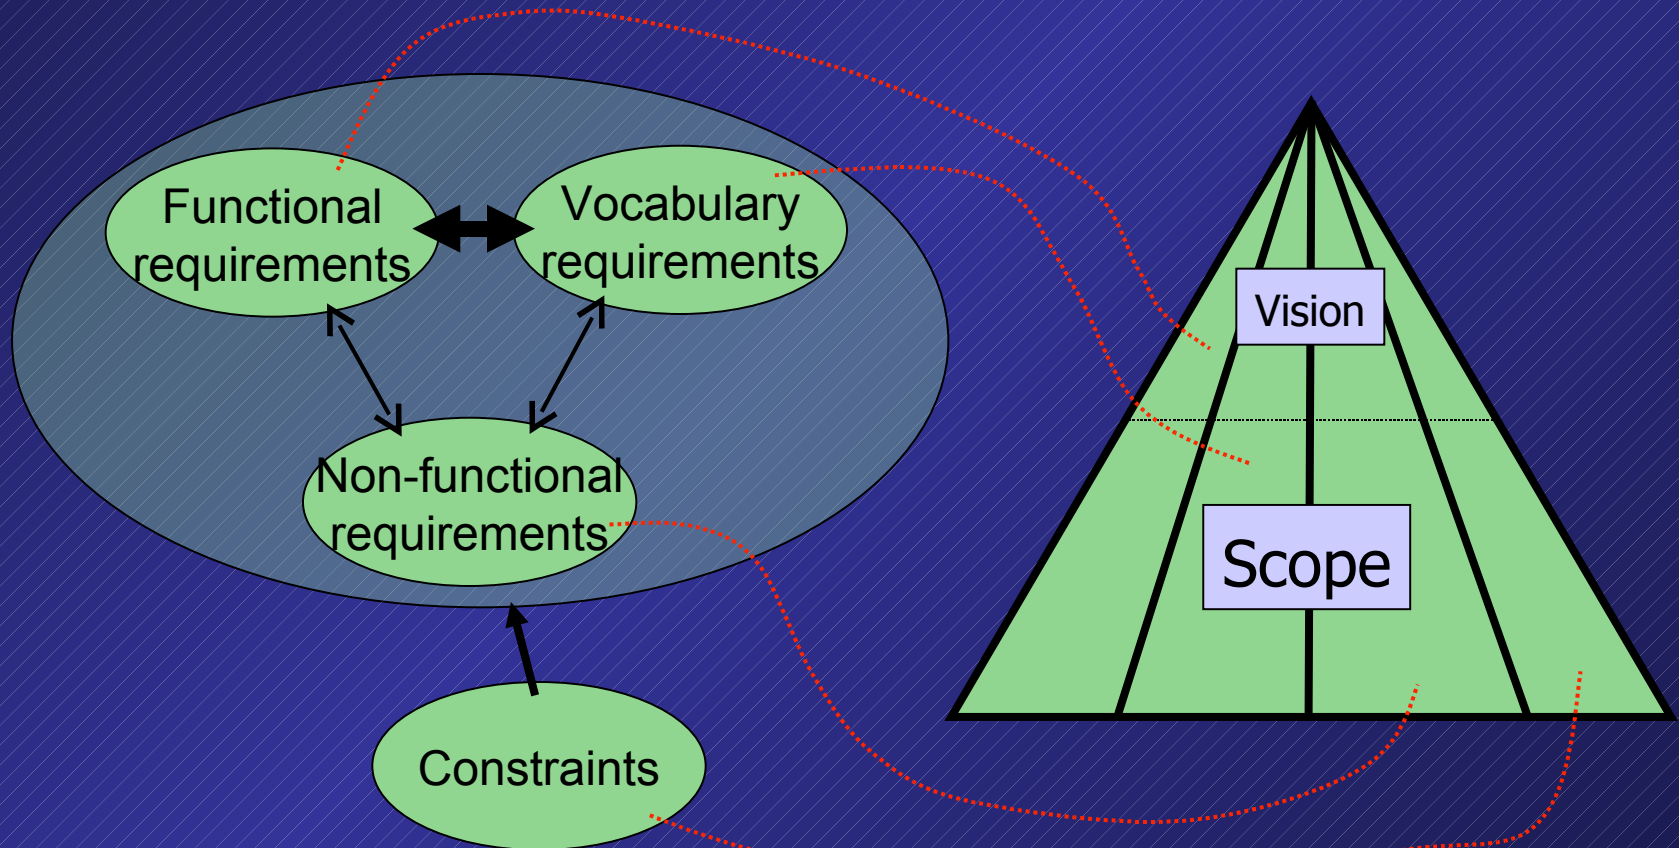 Functional
requirements
Vocabulary
requirements
Non-functional
requirements
Constraints
Vision
Scope